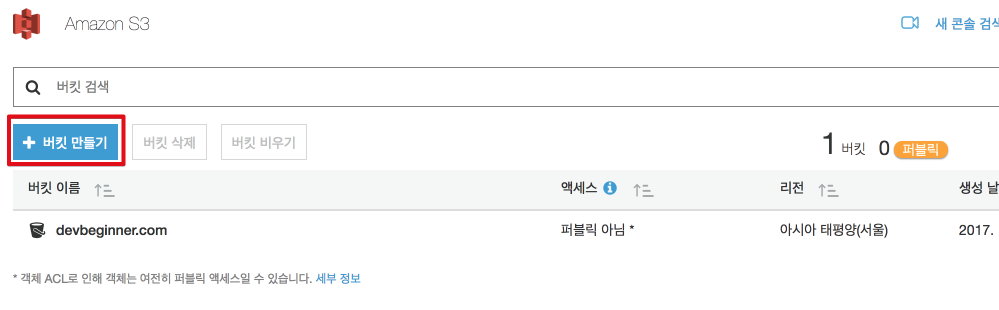 Amazon S3
새 콘솔 검색
버킷 검색
버킷 만들기 버킷 삭제 버킷 비우기 1 버킷 0 퍼블릭
버킷 이름 액세스 리전 생성 날
devbeginner.com 퍼블릭 아님 * 아시아 태평양(서울) 2017.
* 객체 ACL로 인해 객체는 여전히 퍼블릭 액세스일 수 있습니다. 세부 정보